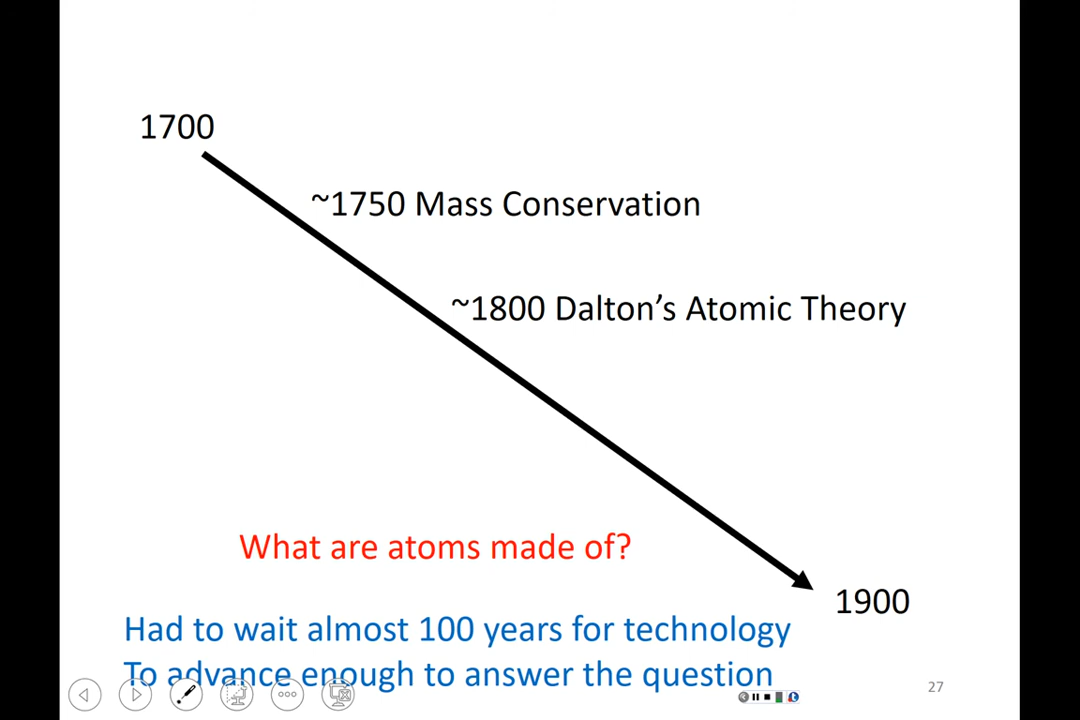 1700
~1750 Mass Conservation
~1800 Dalton’s Atomic Theory
What are atoms made of?
1900
Had to wait almost 100 years for technology
To advance enough to answer the question
27